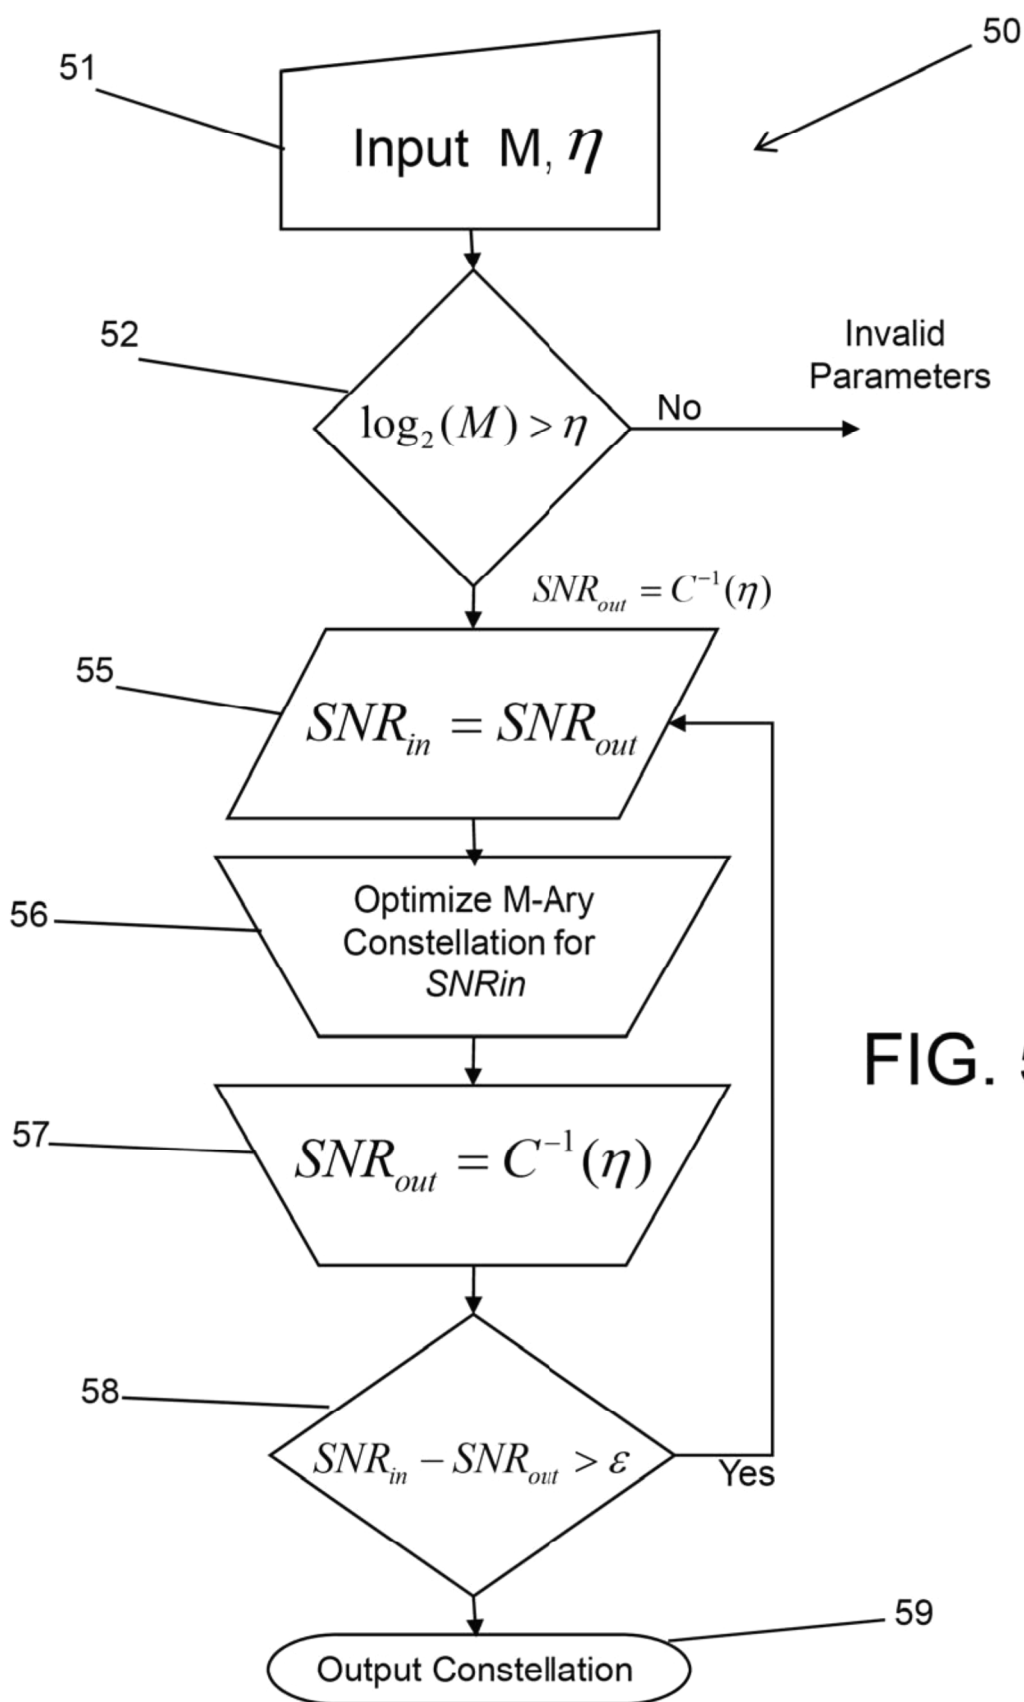 50
51
Input M, η
52
Invalid
Parameters
log₂(M) > η
No
SNR_out = C⁻¹(η)
55
SNR_in = SNR_out
56
Optimize M-Ary
Constellation for
SNRin
FIG.
57
SNR_out = C⁻¹(η)
58
SNR_in − SNR_out > ε
Yes
59
Output Constellation